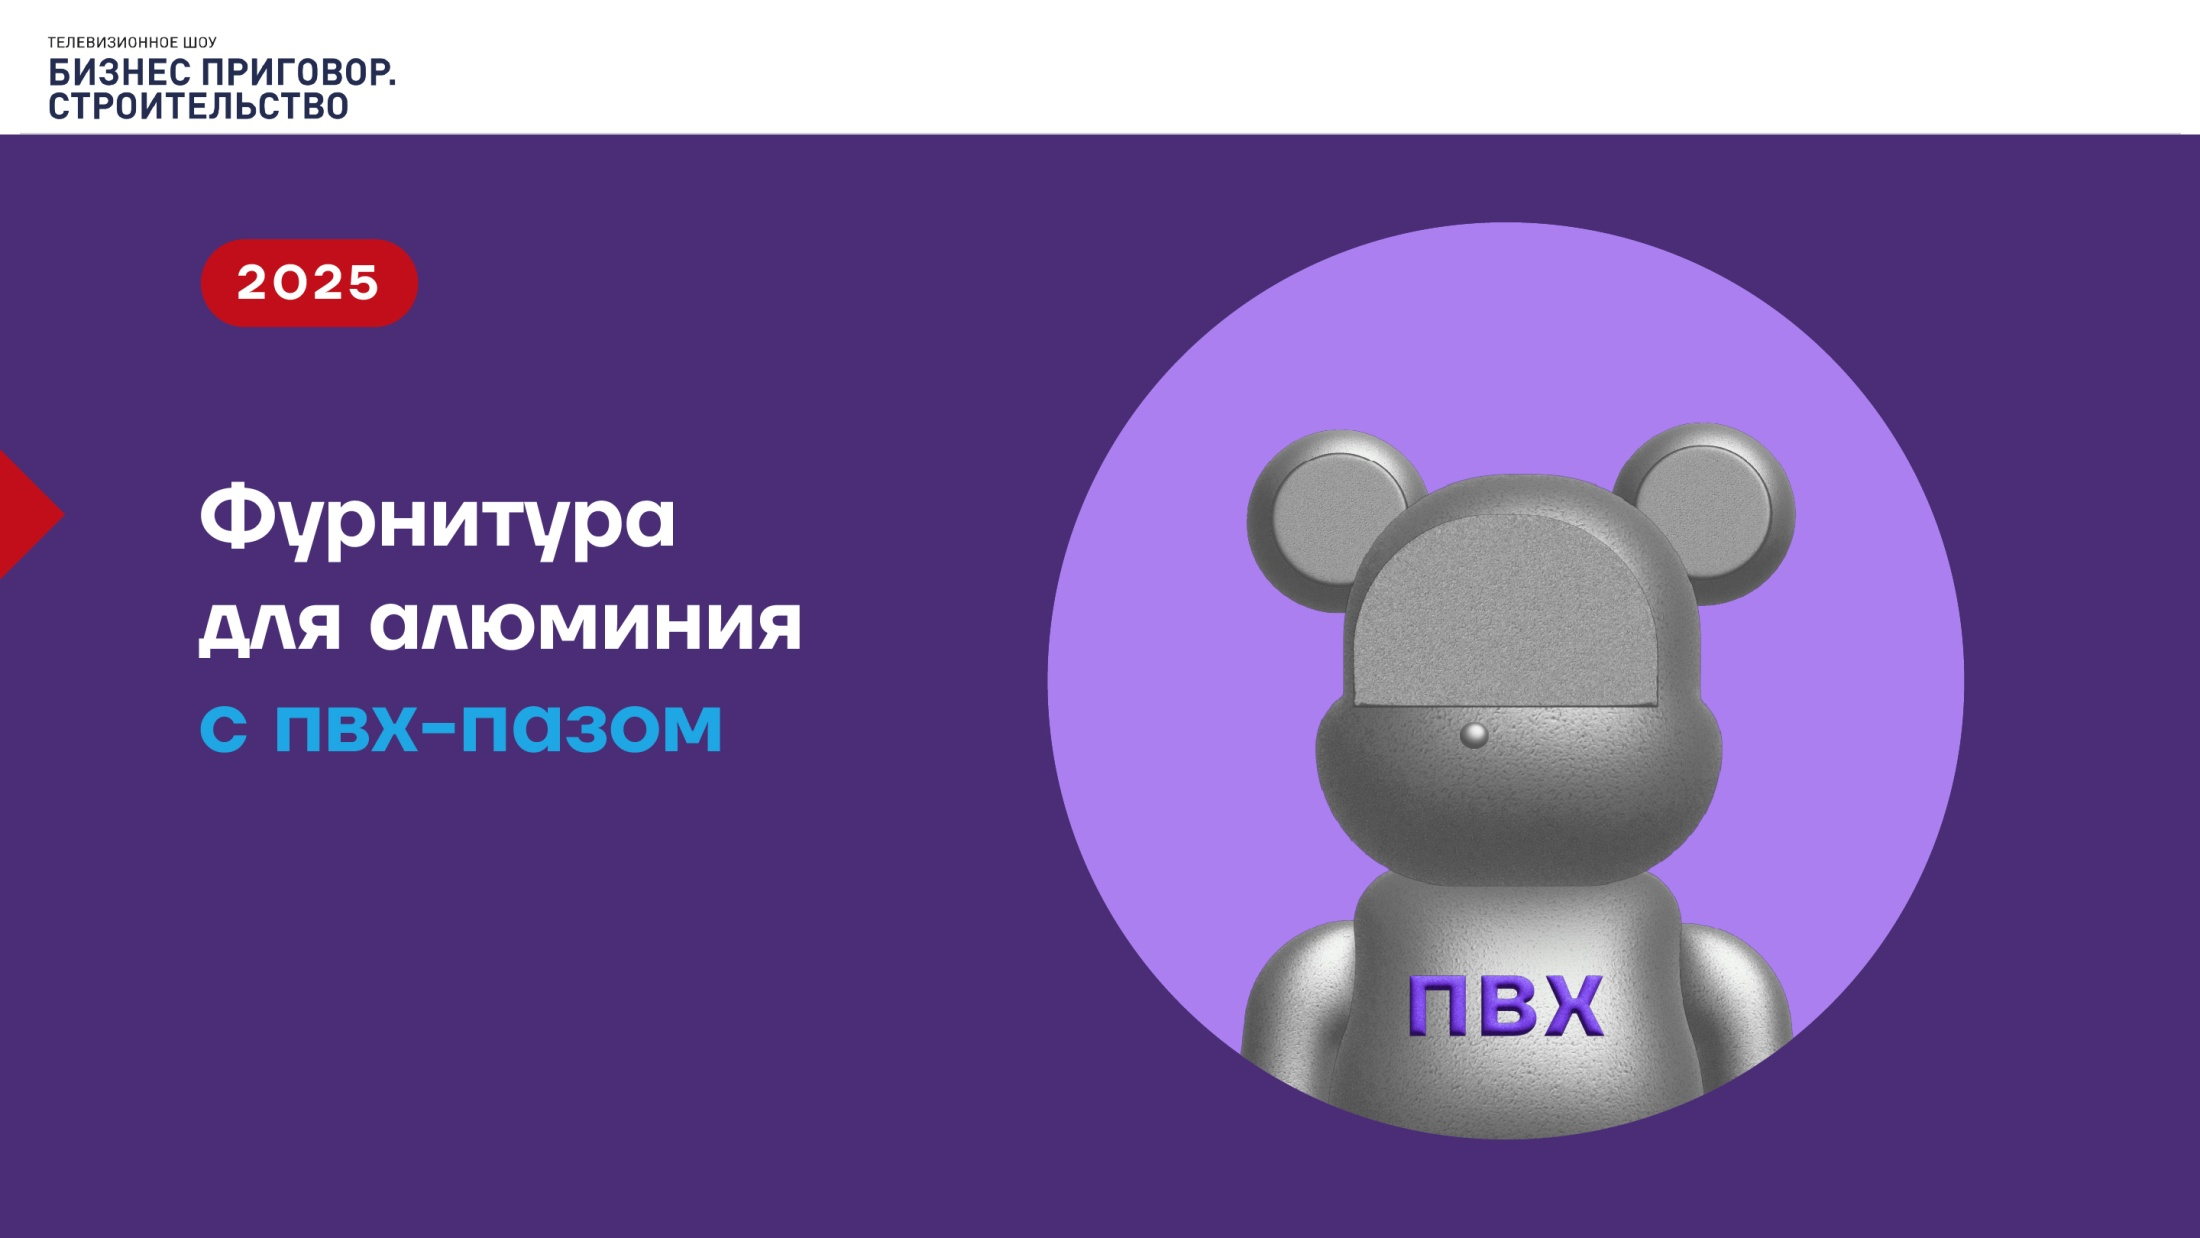 ТЕЛЕВИЗИОННОЕ ШОУ
БИЗНЕС ПРИГОВОР.
СТРОИТЕЛЬСТВО
2025
Фурнитура
для алюминия
с пвх-пазом
ПВХ